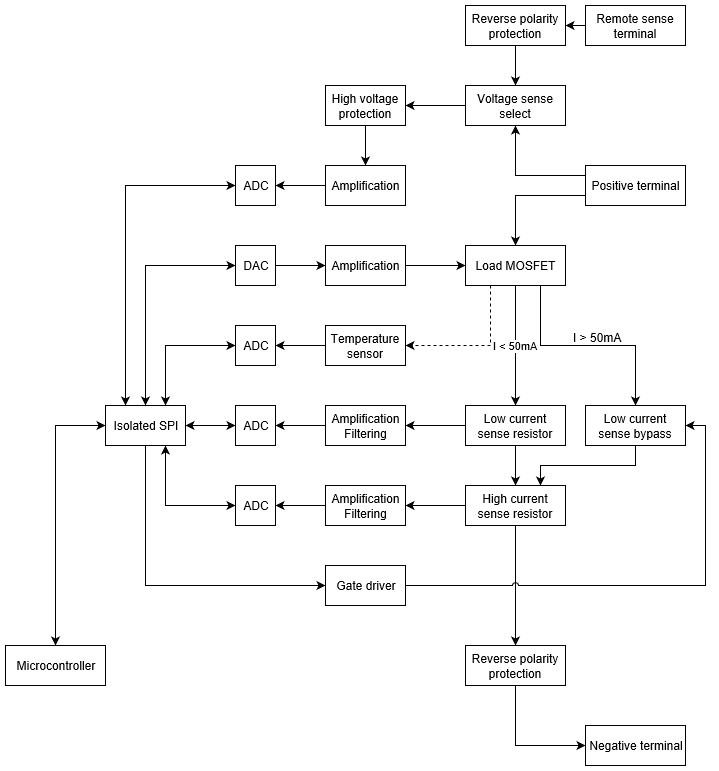 Reverse polarity
protection
Remote sense
terminal
High voltage
protection
Voltage sense
select
ADC
Amplification
Positive terminal
DAC
Amplification
Load MOSFET
ADC
Temperature
sensor
I < 50mA
I > 50mA
Isolated SPI
ADC
Amplification
Filtering
Low current
sense resistor
Low current
sense bypass
ADC
Amplification
Filtering
High current
sense resistor
Gate driver
Microcontroller
Reverse polarity
protection
Negative terminal